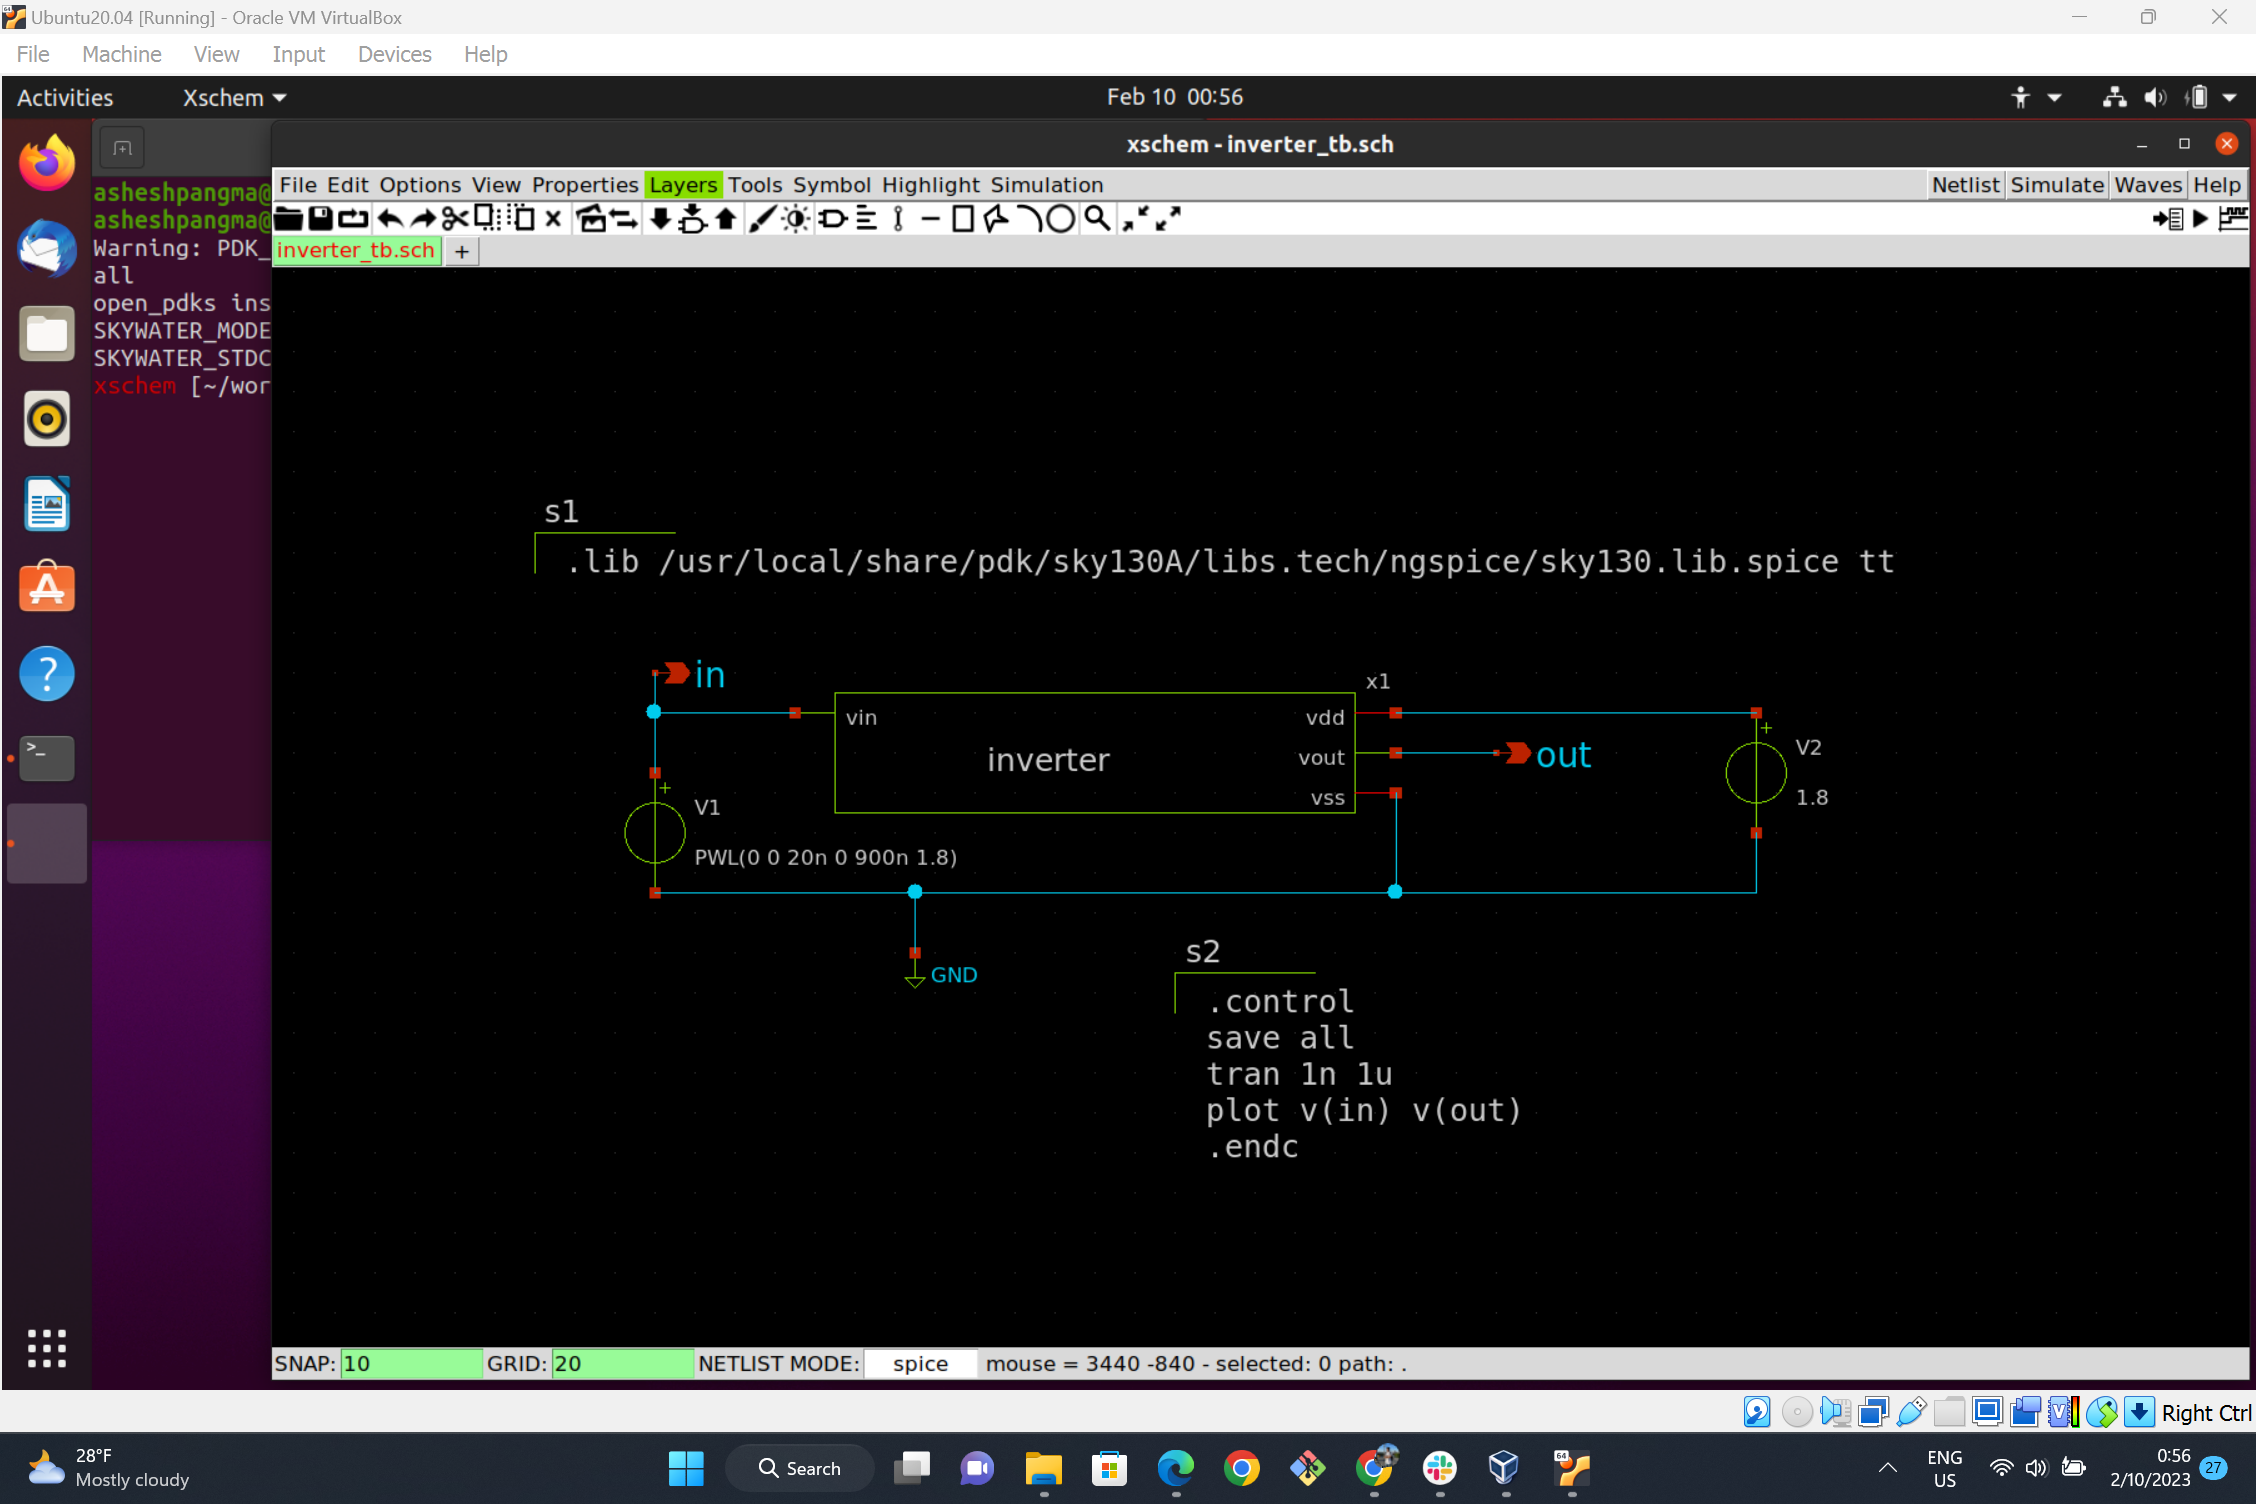 Ubuntu20.04 [Running] - Oracle VM VirtualBox
File Machine View Input Devices Help
Activities Xschem Feb 10 00:56
xschem - inverter_tb.sch
asheshpangma@
asheshpangma@
Warning: PDK_
all
open_pdks ins
SKYWATER_MODE
SKYWATER_STDC
xschem [~/wor
File Edit Options View Properties Layers Tools Symbol Highlight Simulation Netlist Simulate Waves Help
inverter_tb.sch +
s1
.lib /usr/local/share/pdk/sky130A/libs.tech/ngspice/sky130.lib.spice tt
in
x1
vin
vdd
inverter
vout
out
vss
+
V1
PWL(0 0 20n 0 900n 1.8)
+
V2
1.8
GND
s2
.control
save all
tran 1n 1u
plot v(in) v(out)
.endc
SNAP: 10 GRID: 20 NETLIST MODE: spice mouse = 3440 -840 - selected: 0 path: .
Right Ctrl
28°F
Mostly cloudy
Search
64
ENG
US
0:56
2/10/2023
27